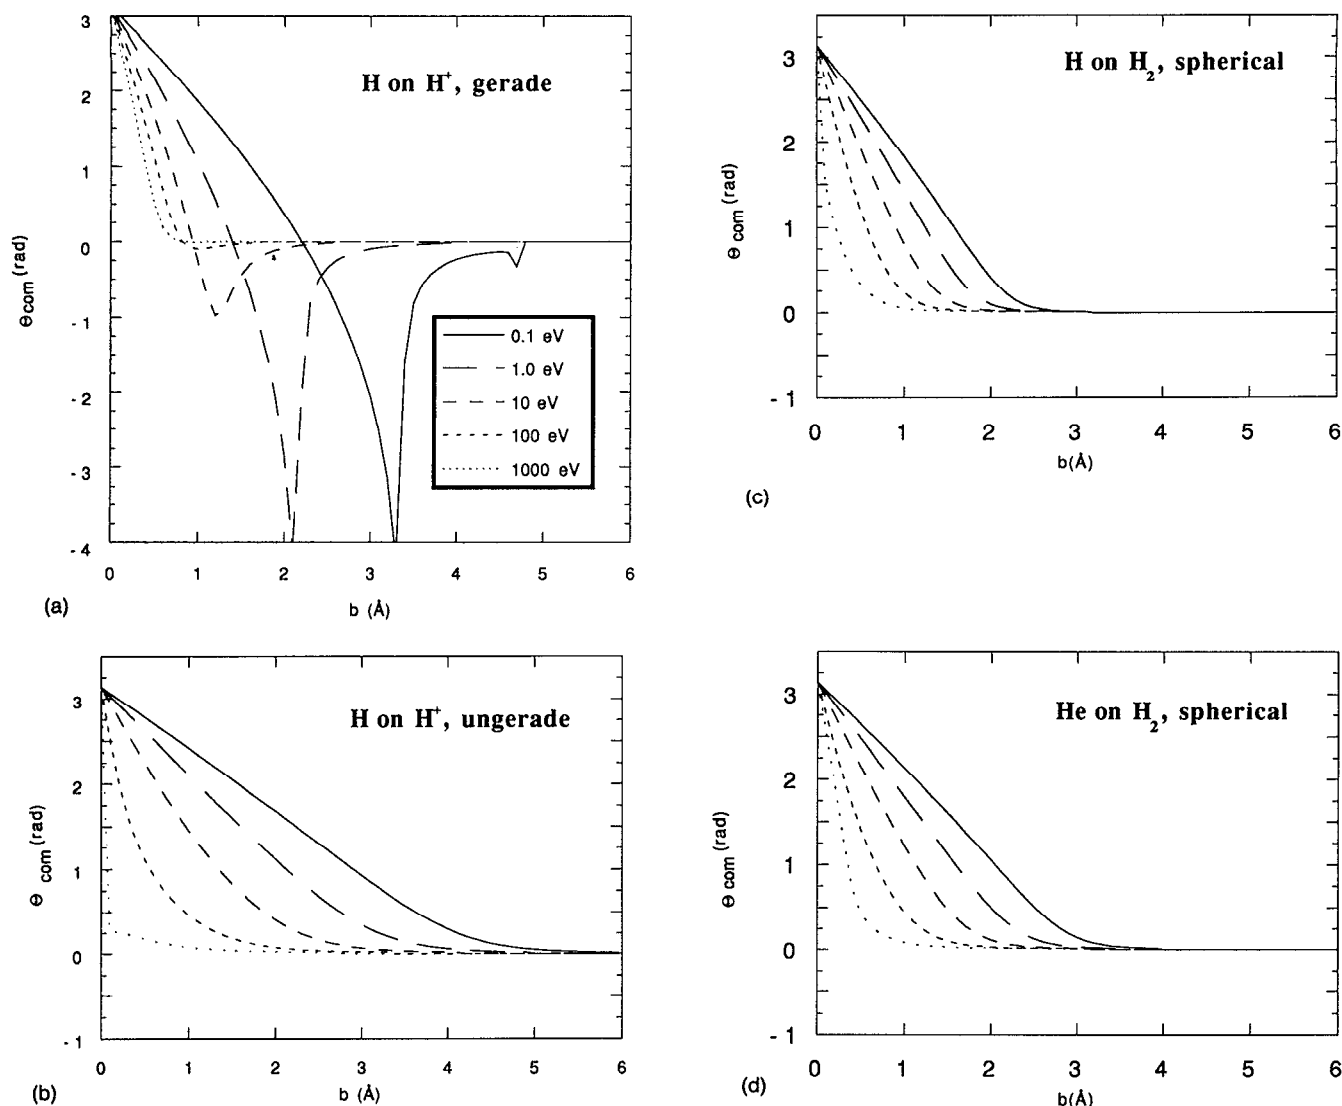 3
2
1
0
- 1
- 2
- 3
- 4
Θcom (rad)
H on H⁺, gerade
0.1 eV
1.0 eV
10 eV
100 eV
1000 eV
0 1 2 3 4 5 6
b (Å)
(a)
3
2
1
0
- 1
Θ com (rad)
H on H⁺, ungerade
0 1 2 3 4 5 6
b (Å)
(b)
3
2
1
0
- 1
Θ com (rad)
H on H₂, spherical
0 1 2 3 4 5 6
b(Å)
(c)
3
2
1
0
- 1
Θ com (rad)
He on H₂, spherical
0 1 2 3 4 5 6
b(Å)
(d)